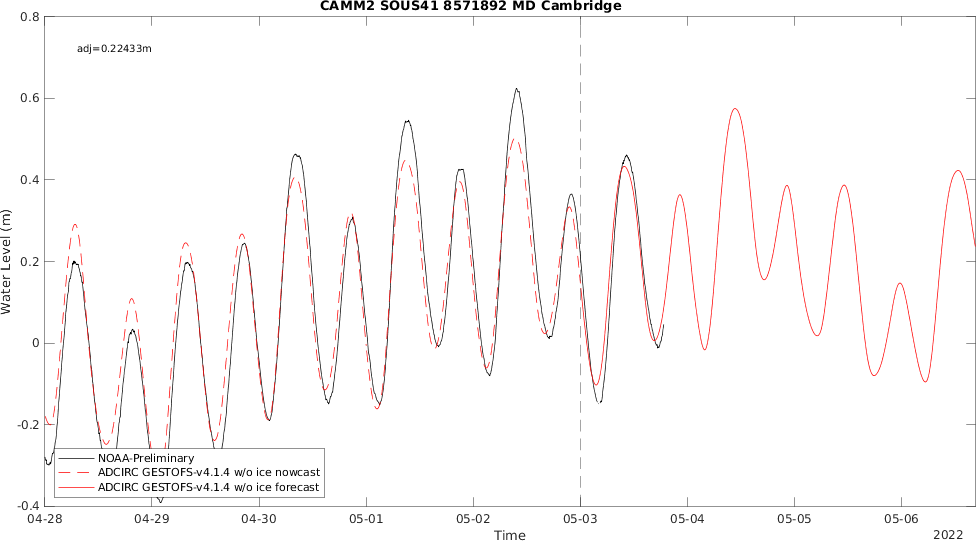 CAMM2 SOUS41 8571892 MD Cambridge
0.8
adj=0.22433m
0.6
0.4
0.2
0
-0.2
-0.4
Water Level (m)
NOAA-Preliminary
ADCIRC GESTOFS-v4.1.4 w/o ice nowcast
ADCIRC GESTOFS-v4.1.4 w/o ice forecast
04-28 04-29 04-30 05-01 05-02 05-03 05-04 05-05 05-06
Time
2022